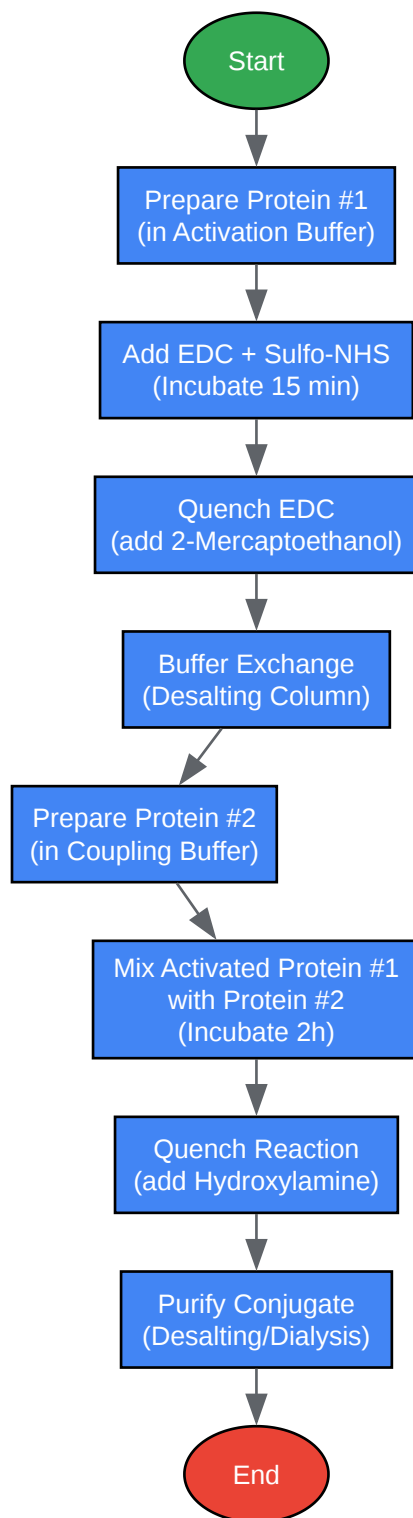 Start
Prepare Protein #1
(in Activation Buffer)
Add EDC + Sulfo-NHS
(Incubate 15 min)
Quench EDC
(add 2-Mercaptoethanol)
Buffer Exchange
(Desalting Column)
Prepare Protein #2
(in Coupling Buffer)
Mix Activated Protein #1
with Protein #2
(Incubate 2h)
Quench Reaction
(add Hydroxylamine)
Purify Conjugate
(Desalting/Dialysis)
End